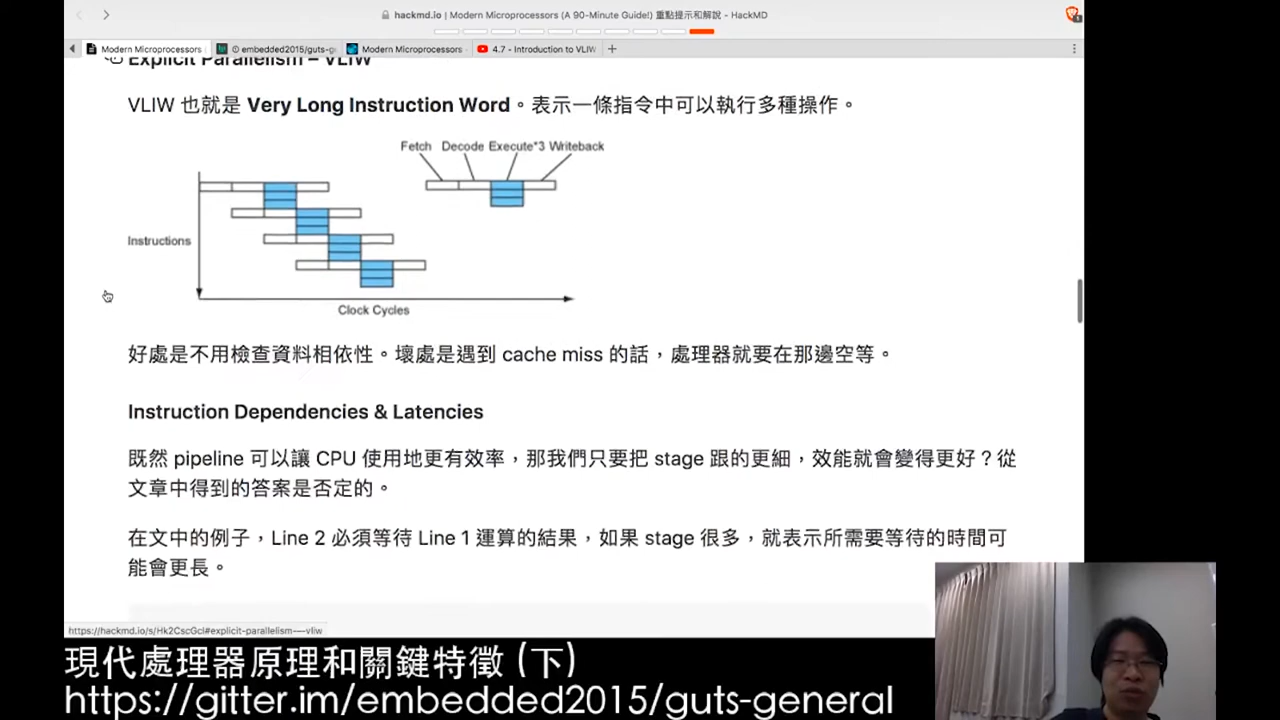 hackmd.io | Modern Microprocessors (A 90-Minute Guide!) 重點提示和解說 - HackMD
Modern Microprocessors
embedded2015/guts-g
Modern Microprocessors
4.7 - Introduction to VLIW
Explicit Parallelism – VLIW
VLIW 也就是 Very Long Instruction Word。表示一條指令中可以執行多種操作。
Fetch Decode Execute*3 Writeback
Instructions
Clock Cycles
好處是不用檢查資料相依性。壞處是遇到 cache miss 的話，處理器就要在那邊空等。
Instruction Dependencies & Latencies
既然 pipeline 可以讓 CPU 使用地更有效率，那我們只要把 stage 跟的更細，效能就會變得更好？從
文章中得到的答案是否定的。
在文中的例子，Line 2 必須等待 Line 1 運算的結果，如果 stage 很多，就表示所需要等待的時間可
能會更長。
https://hackmd.io/s/Hk2CscGcl#explicit-parallelism-–-vliw
現代處理器原理和關鍵特徵 (下)
https://gitter.im/embedded2015/guts-general